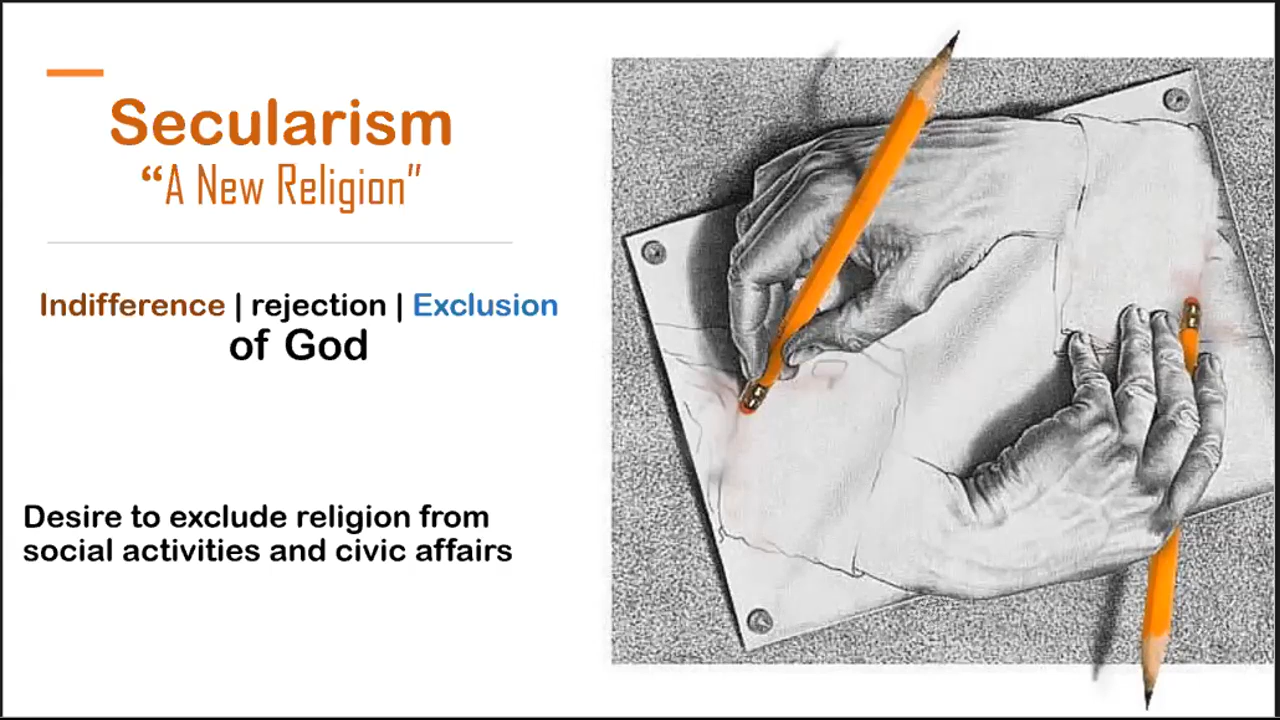 Secularism
“A New Religion”
Indifference | rejection | Exclusion
of God
Desire to exclude religion from
social activities and civic affairs